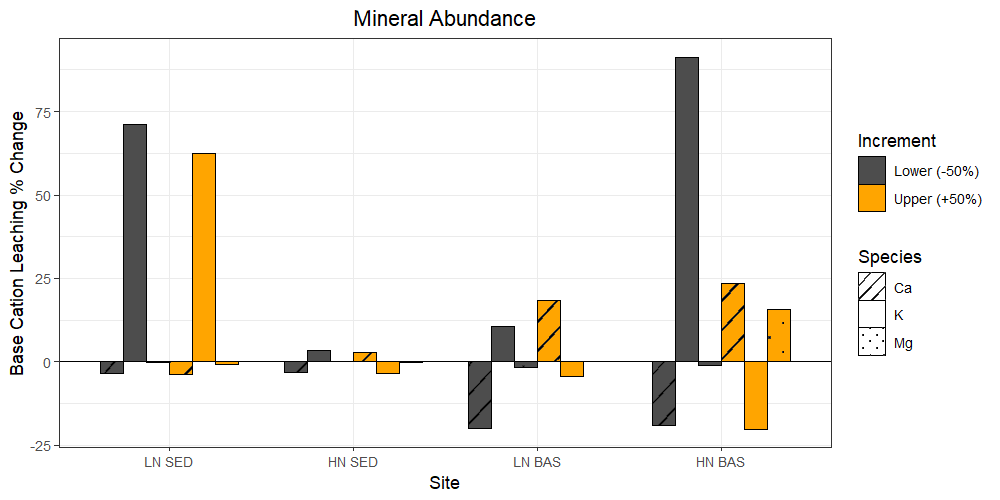 Mineral Abundance
Base Cation Leaching % Change
75
50
25
0
-25
LN SED
HN SED
LN BAS
HN BAS
Site
Increment
Lower (-50%)
Upper (+50%)
Species
Ca
K
Mg